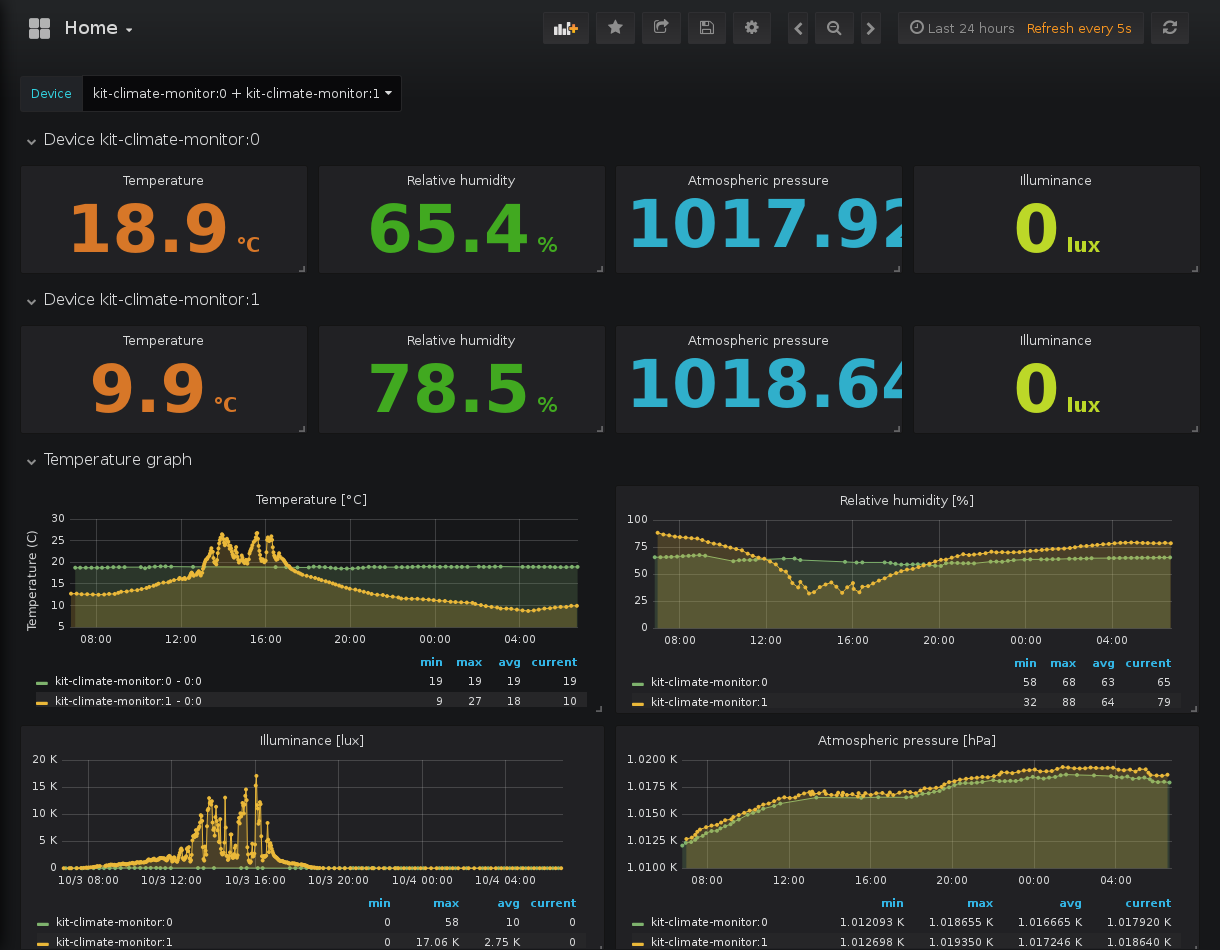 Home
Last 24 hours Refresh every 5s
Device kit-climate-monitor:0 + kit-climate-monitor:1
Device kit-climate-monitor:0
Temperature Relative humidity Atmospheric pressure Illuminance
18.9 °C 65.4 % 1017.92 0 lux
Device kit-climate-monitor:1
Temperature Relative humidity Atmospheric pressure Illuminance
9.9 °C 78.5 % 1018.64 0 lux
Temperature graph
Temperature [°C]
Temperature (C)
30
25
20
15
10
5
08:00 12:00 16:00 20:00 00:00 04:00
min max avg current
kit-climate-monitor:0 - 0:0 19 19 19 19
kit-climate-monitor:1 - 0:0 9 27 18 10
Relative humidity [%]
100
75
50
25
0
08:00 12:00 16:00 20:00 00:00 04:00
min max avg current
kit-climate-monitor:0 58 68 63 65
kit-climate-monitor:1 32 88 64 79
Illuminance [lux]
20 K
15 K
10 K
5 K
0
10/3 08:00 10/3 12:00 10/3 16:00 10/3 20:00 10/4 00:00 10/4 04:00
min max avg current
kit-climate-monitor:0 0 58 10 0
kit-climate-monitor:1 0 17.06 K 2.75 K 0
Atmospheric pressure [hPa]
1.0200 K
1.0175 K
1.0150 K
1.0125 K
1.0100 K
08:00 12:00 16:00 20:00 00:00 04:00
min max avg current
kit-climate-monitor:0 1.012093 K 1.018655 K 1.016665 K 1.017920 K
kit-climate-monitor:1 1.012698 K 1.019350 K 1.017246 K 1.018640 K